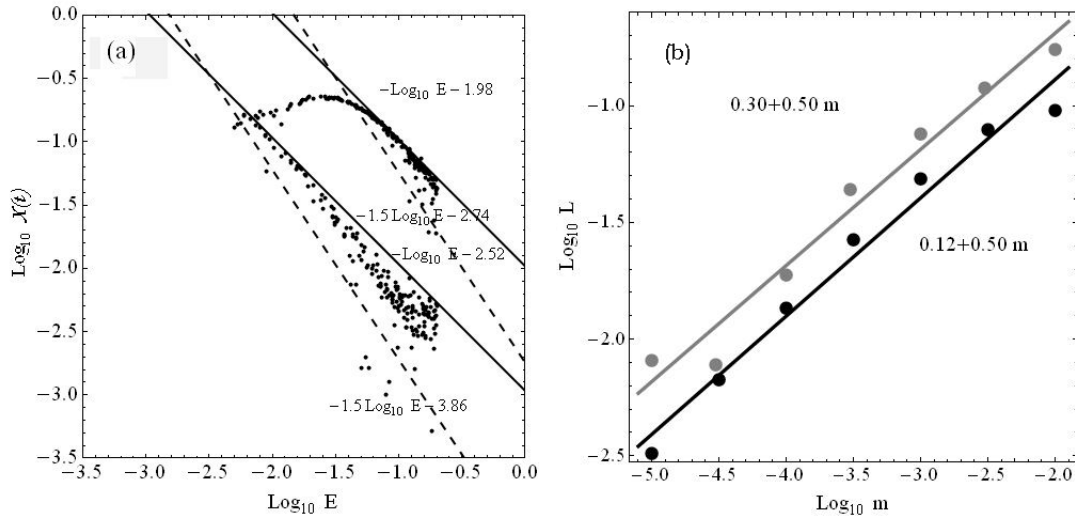 (a)
0.0
−0.5
−1.0
−1.5
−2.0
−2.5
−3.0
−3.5
Log10 X(t)
−Log10 E−1.98
−1.5Log10 E−2.74
−Log10 E−2.52
−1.5Log10 E−3.86
−3.5 −3.0 −2.5 −2.0 −1.5 −1.0 −0.5 0.0
Log10 E
(b)
−1.0
−1.5
−2.0
−2.5
Log10 L
0.30+0.50 m
0.12+0.50 m
−5.0 −4.5 −4.0 −3.5 −3.0 −2.5 −2.0
Log10 m